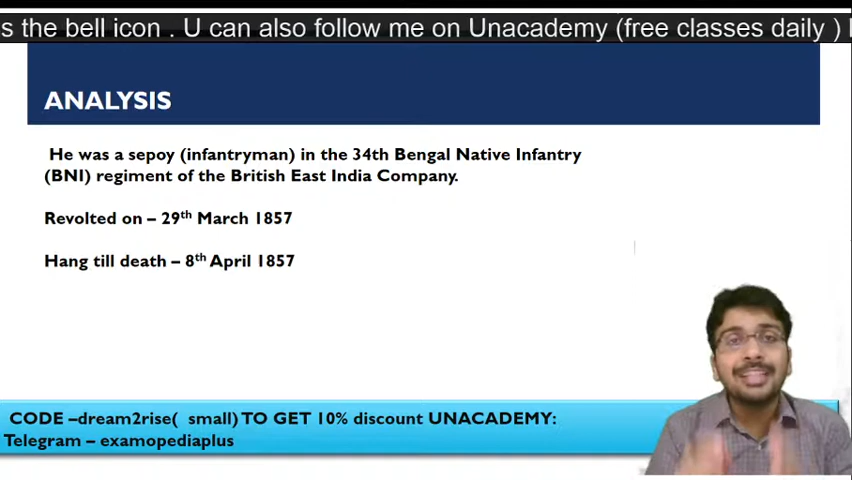 s the bell icon . U can also follow me on Unacademy (free classes daily )
ANALYSIS
He was a sepoy (infantryman) in the 34th Bengal Native Infantry
(BNI) regiment of the British East India Company.
Revolted on – 29th March 1857
Hang till death – 8th April 1857
CODE –dream2rise( small) TO GET 10% discount UNACADEMY:
Telegram – examopediaplus